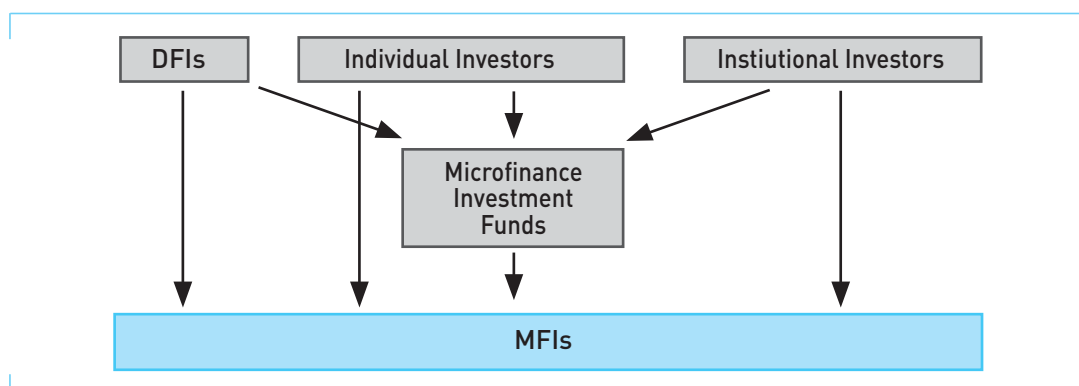 DFIs
Individual Investors
Instiutional Investors
Microfinance
Investment
Funds
MFIs